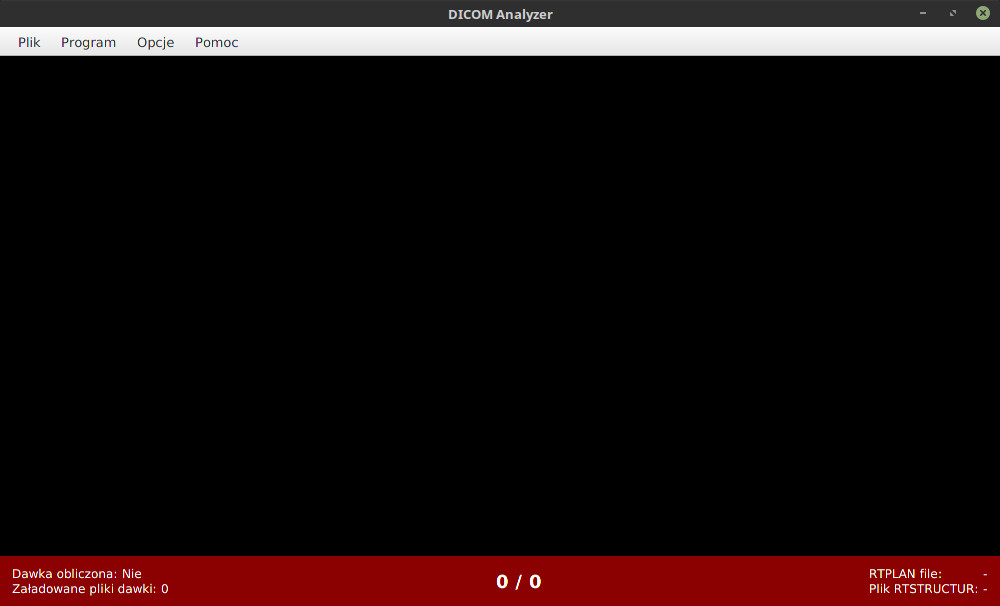 DICOM Analyzer
Plik Program Opcje Pomoc
Dawka obliczona: Nie
Załadowane pliki dawki: 0
0 / 0
RTPLAN file: -
Plik RTSTRUCTUR: -